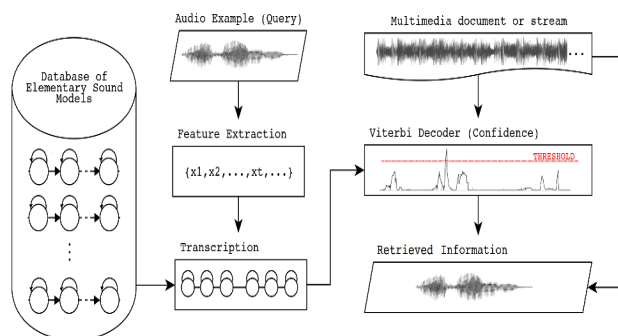 Audio Example (Query)
Multimedia document or stream
...
Database of
Elementary Sound
Models
Feature Extraction
{x1,x2,...,xt,...}
Viterbi Decoder (Confidence)
THRESHOLD
Transcription
Retrieved Information